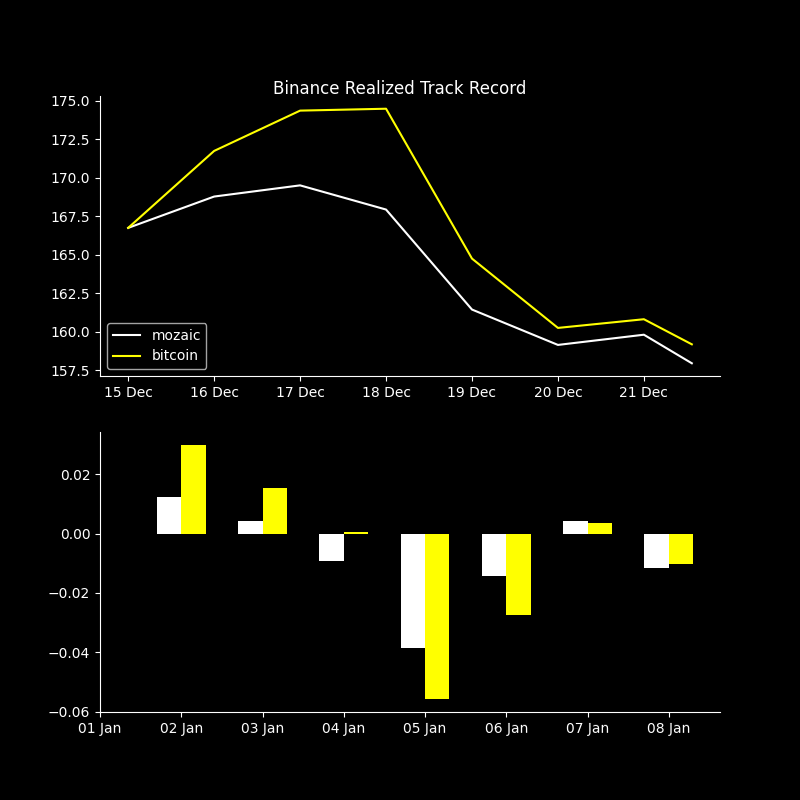 Binance Realized Track Record
175.0
172.5
170.0
167.5
165.0
162.5
160.0
157.5
mozaic
bitcoin
15 Dec 16 Dec 17 Dec 18 Dec 19 Dec 20 Dec 21 Dec
0.02
0.00
−0.02
−0.04
−0.06
01 Jan 02 Jan 03 Jan 04 Jan 05 Jan 06 Jan 07 Jan 08 Jan